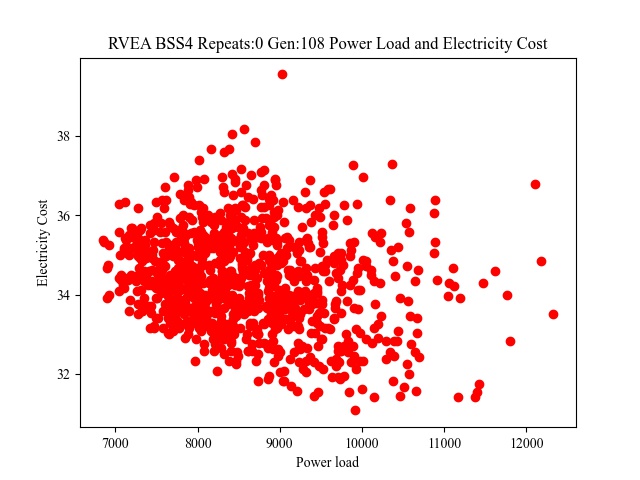 RVEA BSS4 Repeats:0 Gen:108 Power Load and Electricity Cost
Electricity Cost
38
36
34
32
7000 8000 9000 10000 11000 12000
Power load